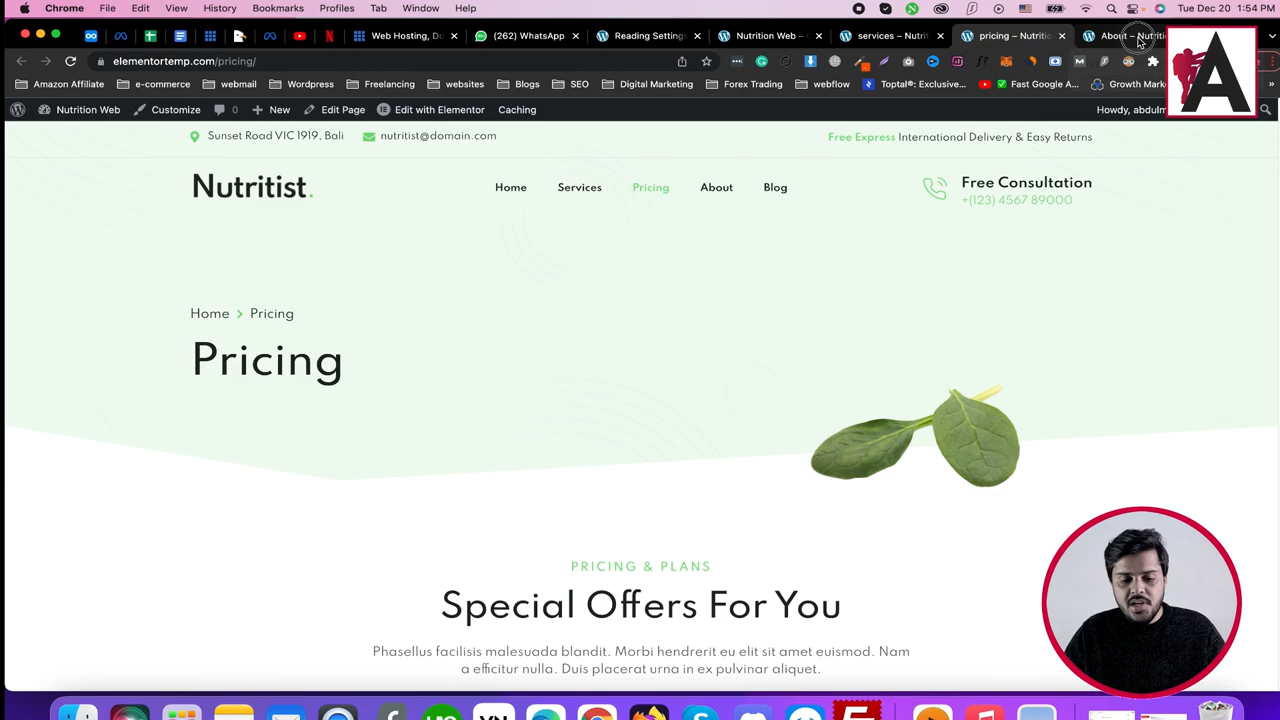 Chrome File Edit View History Bookmarks Profiles Tab Window Help
Tue Dec 20 1:54 PM
Web Hosting, Do
(262) WhatsApp
Reading Settings
Nutrition Web –
services – Nutrit
pricing – Nutritio
About – Nutriti
elementortemp.com/pricing/
Amazon Affiliate e-commerce webmail Wordpress Freelancing websites Blogs SEO Digital Marketing Forex Trading webflow Toptal®: Exclusive... Fast Google A... Growth Mark
Nutrition Web Customize 0 New Edit Page Edit with Elementor Caching
Howdy, abdulm
A
Sunset Road VIC 1919, Bali
nutritist@domain.com
Free Express International Delivery & Easy Returns
Nutritist.
Home Services Pricing About Blog
Free Consultation
+(123) 4567 89000
Home > Pricing
Pricing
PRICING & PLANS
Special Offers For You
Phasellus facilisis malesuada blandit. Morbi hendrerit eu elit sit amet euismod. Nam
a efficitur nulla. Duis placerat urna in ex pulvinar aliquet.